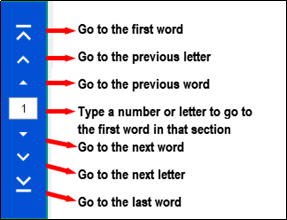 Go to the first word
Go to the previous letter
Go to the previous word
1
Type a number or letter to go to
the first word in that section
Go to the next word
Go to the next letter
Go to the last word